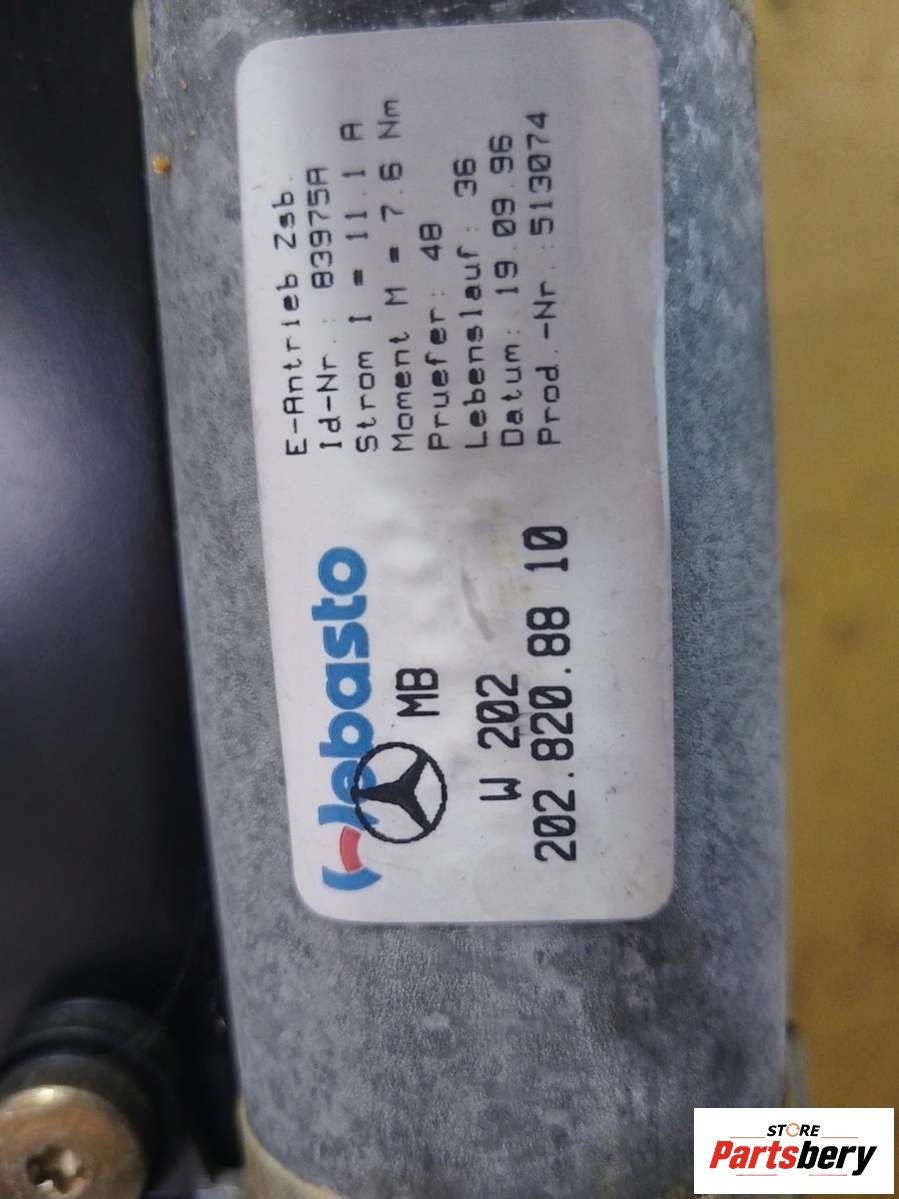 Webasto
MB
W 202
202.820.88 10
E-Antrieb Zsb.
Id-Nr.: 83975A
Strom I = 11.1 A
Moment M = 7.6 Nm
Pruefer: 48
Lebenslauf: 36
Datum: 19.09.96
Prod.-Nr.:513074
STORE
Partsbery